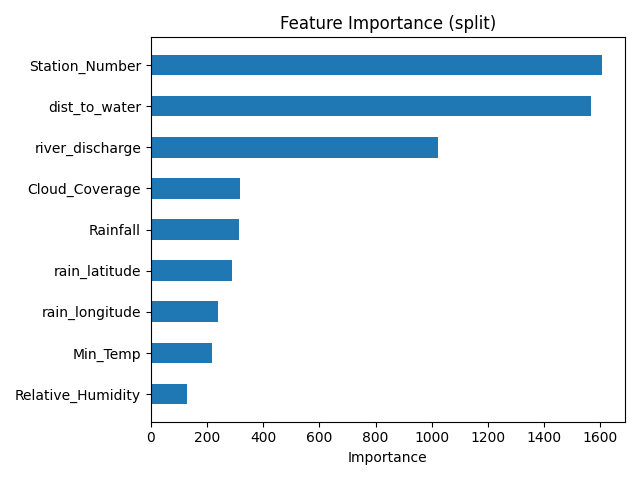 Feature Importance (split)
Station_Number
dist_to_water
river_discharge
Cloud_Coverage
Rainfall
rain_latitude
rain_longitude
Min_Temp
Relative_Humidity
0 200 400 600 800 1000 1200 1400 1600
Importance